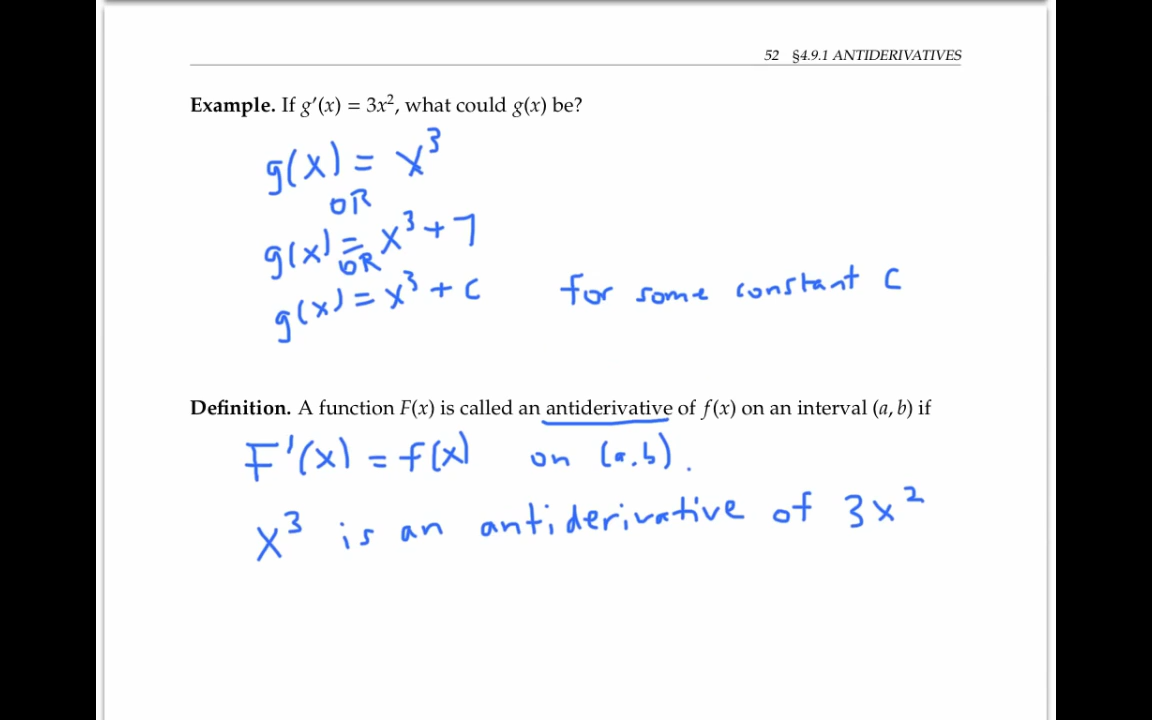 52 §4.9.1 ANTIDERIVATIVES
Example. If g′(x) = 3x², what could g(x) be?
g(x) = x³
OR
g(x) = x³ + 7
OR
g(x) = x³ + C for some constant C
Definition. A function F(x) is called an antiderivative of f(x) on an interval (a, b) if
F'(x) = f(x) on (a,b).
x³ is an antiderivative of 3x²